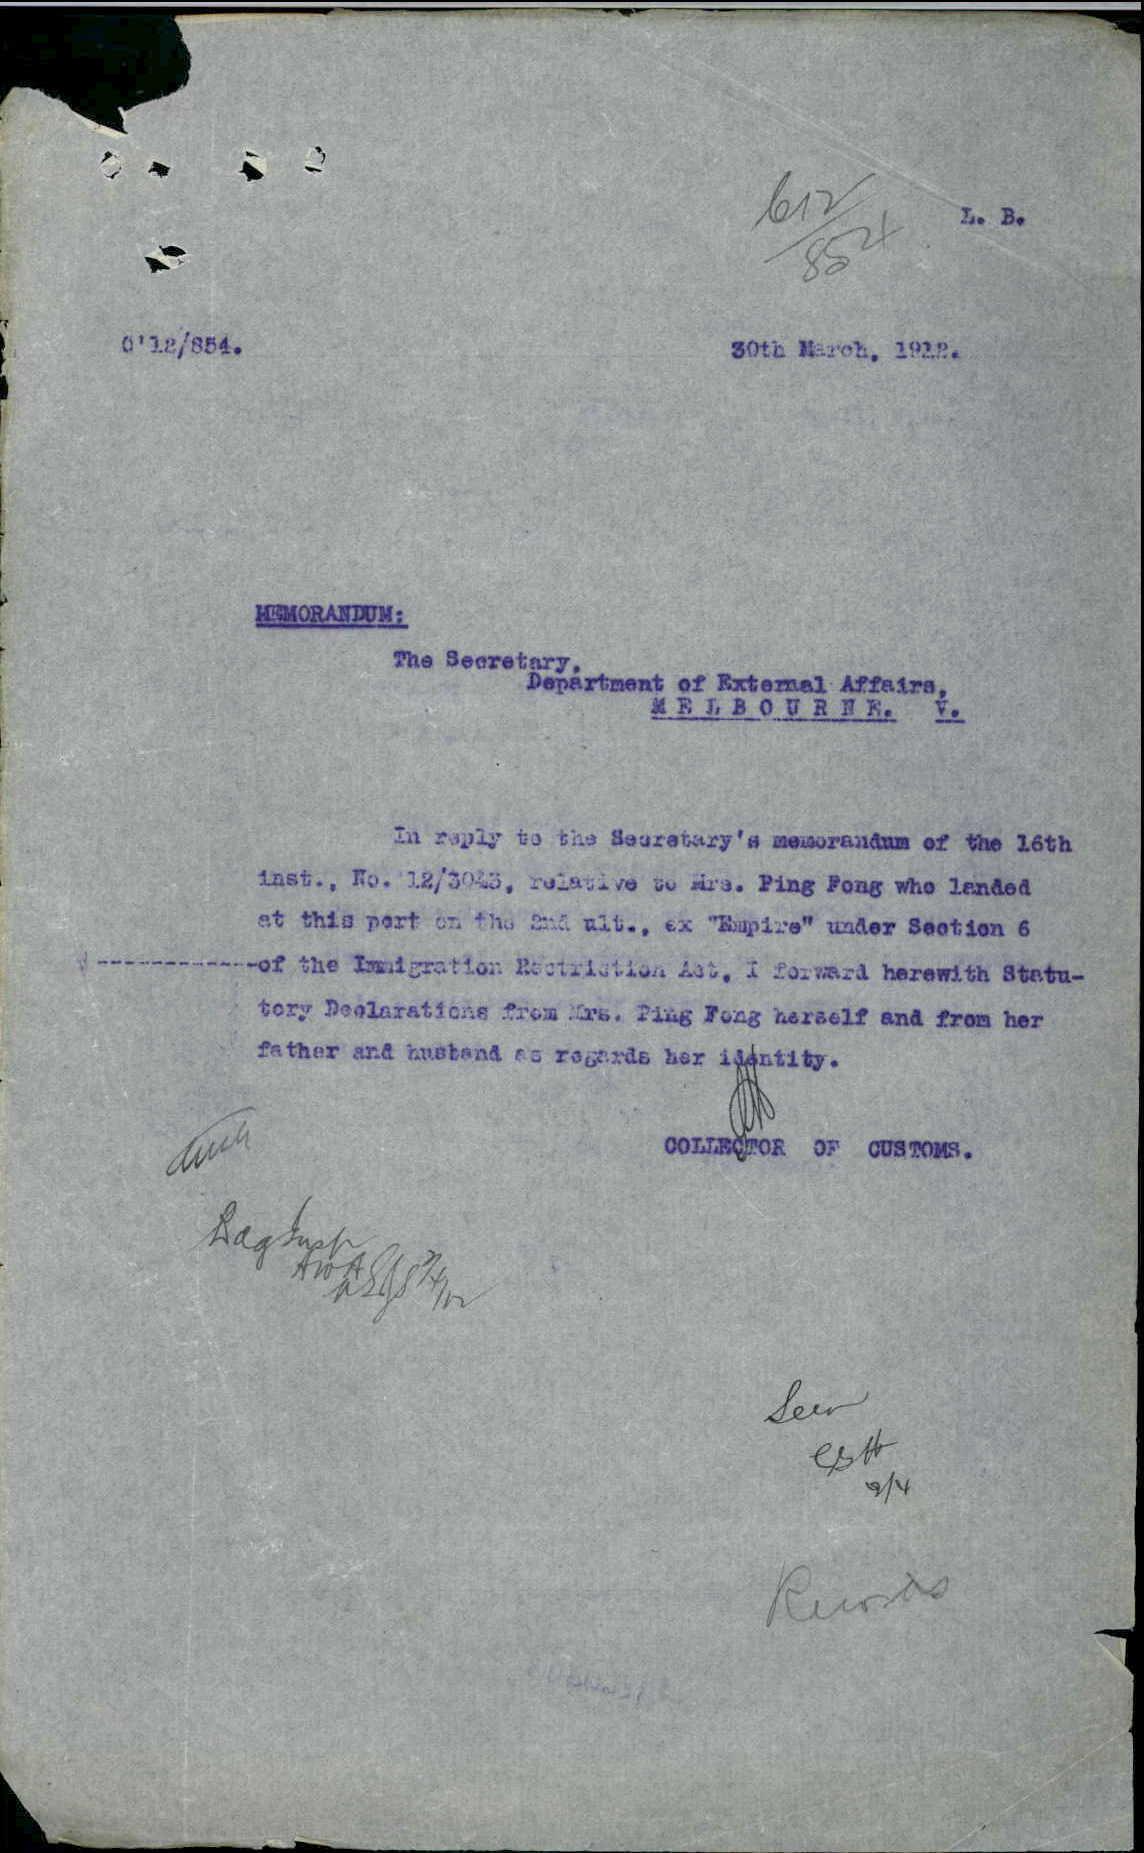 612/854
L. B.
C'12/854.
30th March, 1912.
MEMORANDUM:
The Secretary,
Department of External Affairs,
MELBOURNE. V.
In reply to the Secretary's memorandum of the 16th
inst., No. 12/3043, relative to Mrs. Ping Fong who landed
at this port on the 2nd ult., ex "Empire" under Section 6
-------------of the Immigration Restriction Act, I forward herewith Statu-
tory Declarations from Mrs. Ping Fong herself and from her
father and husband as regards her identity.
COLLECTOR OF CUSTOMS.
Seen
Records